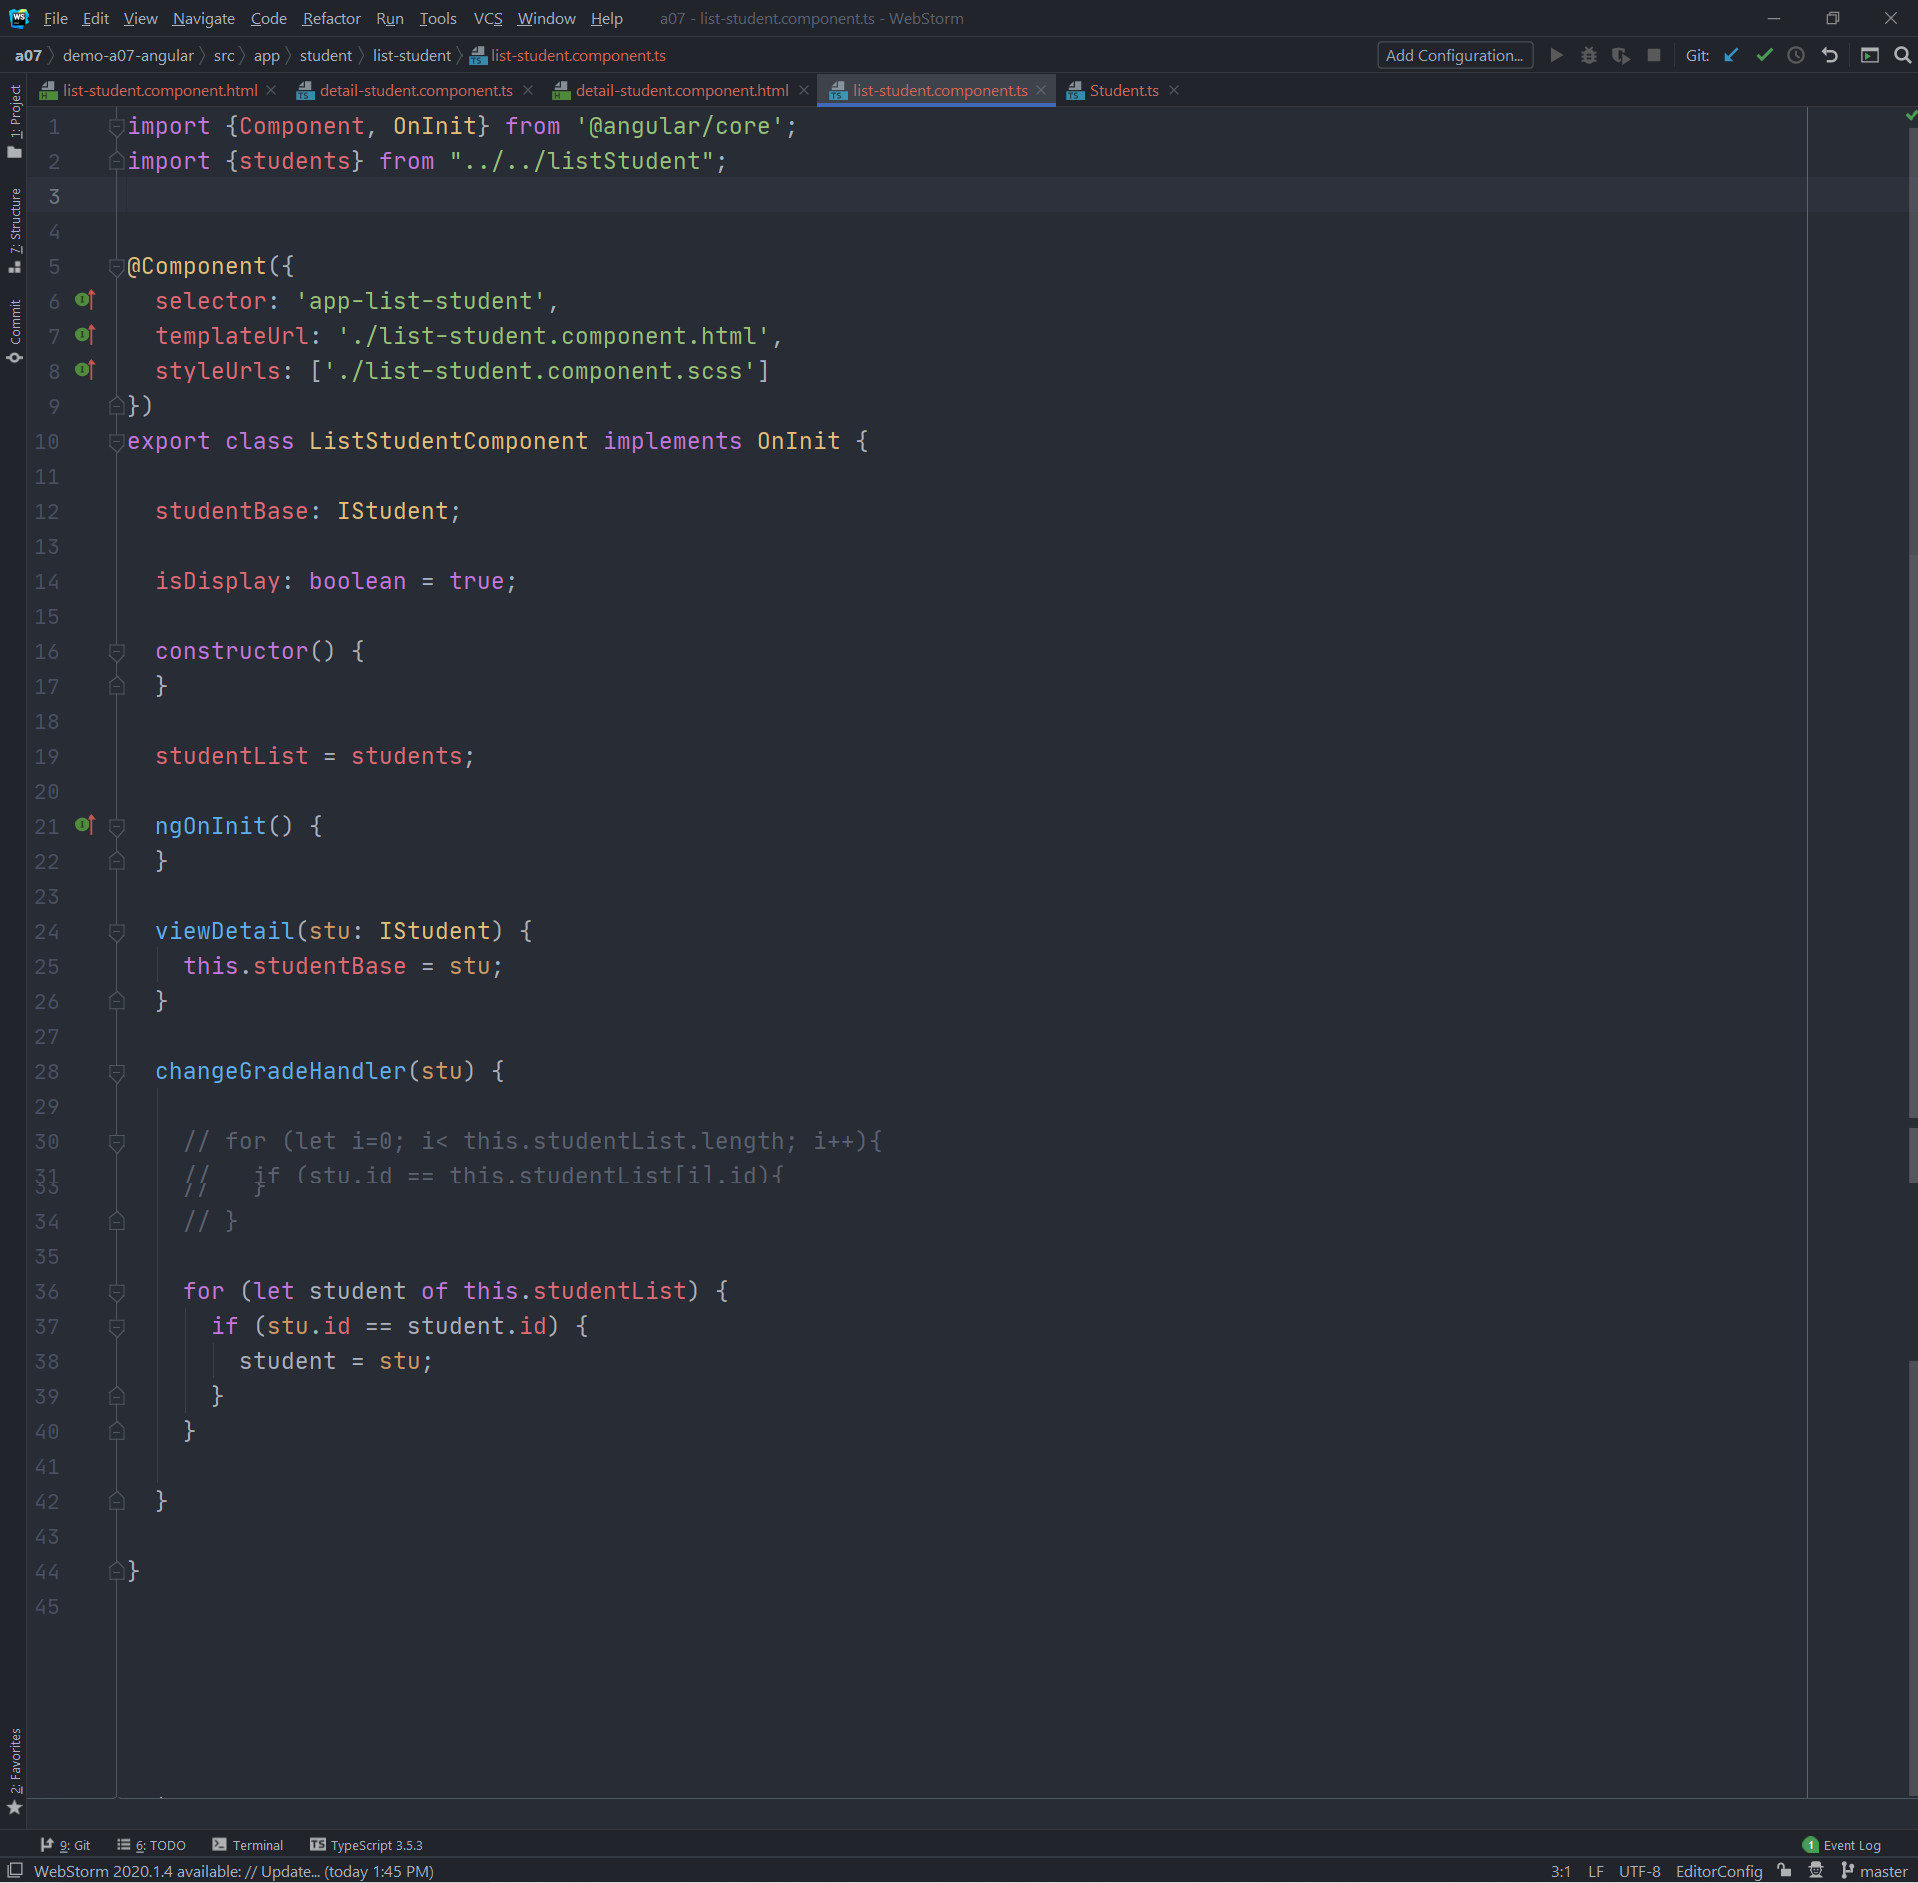 File Edit View Navigate Code Refactor Run Tools VCS Window Help a07 - list-student.component.ts - WebStorm
a07 demo-a07-angular src app student list-student list-student.component.ts Add Configuration... Git:
list-student.component.html detail-student.component.ts detail-student.component.html list-student.component.ts Student.ts
1: Project
7: Structure
Commit
2: Favorites
1 import {Component, OnInit} from '@angular/core';
2 import {students} from "../../listStudent";
3
4
5 @Component({
6 selector: 'app-list-student',
7 templateUrl: './list-student.component.html',
8 styleUrls: ['./list-student.component.scss']
9 })
10 export class ListStudentComponent implements OnInit {
11
12 studentBase: IStudent;
13
14 isDisplay: boolean = true;
15
16 constructor() {
17 }
18
19 studentList = students;
20
21 ngOnInit() {
22 }
23
24 viewDetail(stu: IStudent) {
25 this.studentBase = stu;
26 }
27
28 changeGradeHandler(stu) {
29
30 // for (let i=0; i< this.studentList.length; i++){
31 // if (stu.id == this.studentList[i].id){
33 // }
34 // }
35
36 for (let student of this.studentList) {
37 if (stu.id == student.id) {
38 student = stu;
39 }
40 }
41
42 }
43
44 }
45
9: Git 6: TODO Terminal TypeScript 3.5.3 1 Event Log
WebStorm 2020.1.4 available: // Update... (today 1:45 PM) 3:1 LF UTF-8 EditorConfig master